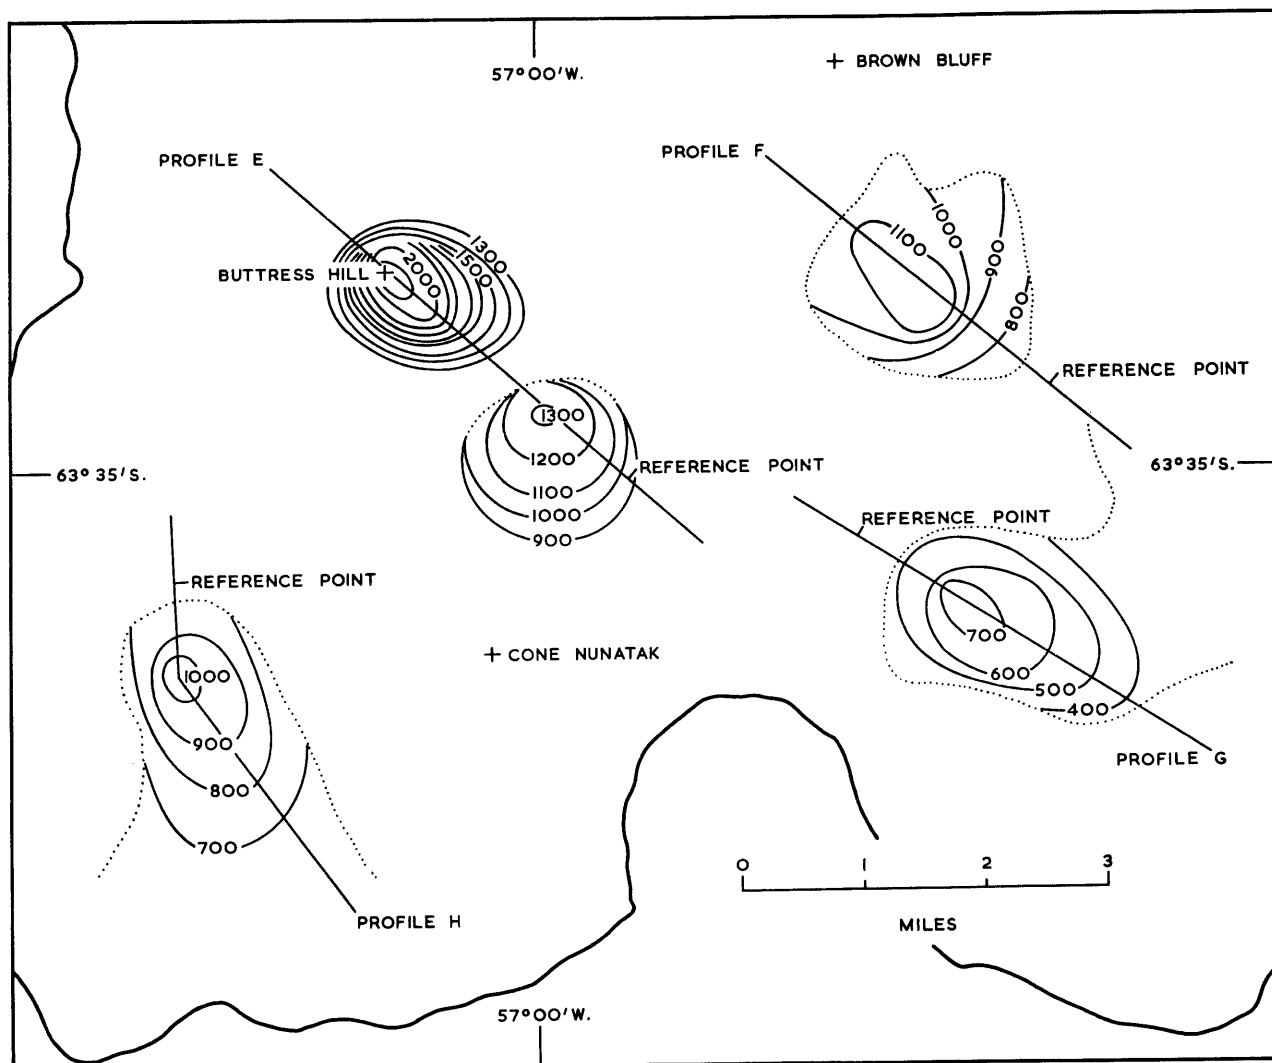 57°00'W.
+ BROWN BLUFF
PROFILE E
PROFILE F
1300
1500
2000
BUTTRESS HILL +
1000
1100
900
800
REFERENCE POINT
1300
1200
1100
1000
900
REFERENCE POINT
63°35'S.
63°35'S.
REFERENCE POINT
REFERENCE POINT
700
600
500
400
PROFILE G
+ CONE NUNATAK
1000
900
800
700
PROFILE H
0 1 2 3
MILES
57°00'W.